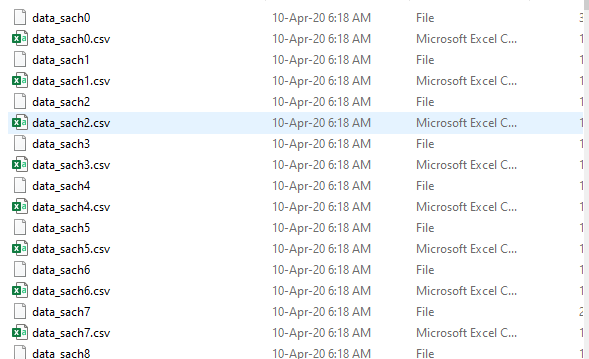 data_sach0 10-Apr-20 6:18 AM File
data_sach0.csv 10-Apr-20 6:18 AM Microsoft Excel C...
data_sach1 10-Apr-20 6:18 AM File
data_sach1.csv 10-Apr-20 6:18 AM Microsoft Excel C...
data_sach2 10-Apr-20 6:18 AM File
data_sach2.csv 10-Apr-20 6:18 AM Microsoft Excel C...
data_sach3 10-Apr-20 6:18 AM File
data_sach3.csv 10-Apr-20 6:18 AM Microsoft Excel C...
data_sach4 10-Apr-20 6:18 AM File
data_sach4.csv 10-Apr-20 6:18 AM Microsoft Excel C...
data_sach5 10-Apr-20 6:18 AM File
data_sach5.csv 10-Apr-20 6:18 AM Microsoft Excel C...
data_sach6 10-Apr-20 6:18 AM File
data_sach6.csv 10-Apr-20 6:18 AM Microsoft Excel C...
data_sach7 10-Apr-20 6:18 AM File
data_sach7.csv 10-Apr-20 6:18 AM Microsoft Excel C...
data_sach8 10-Apr-20 6:18 AM File